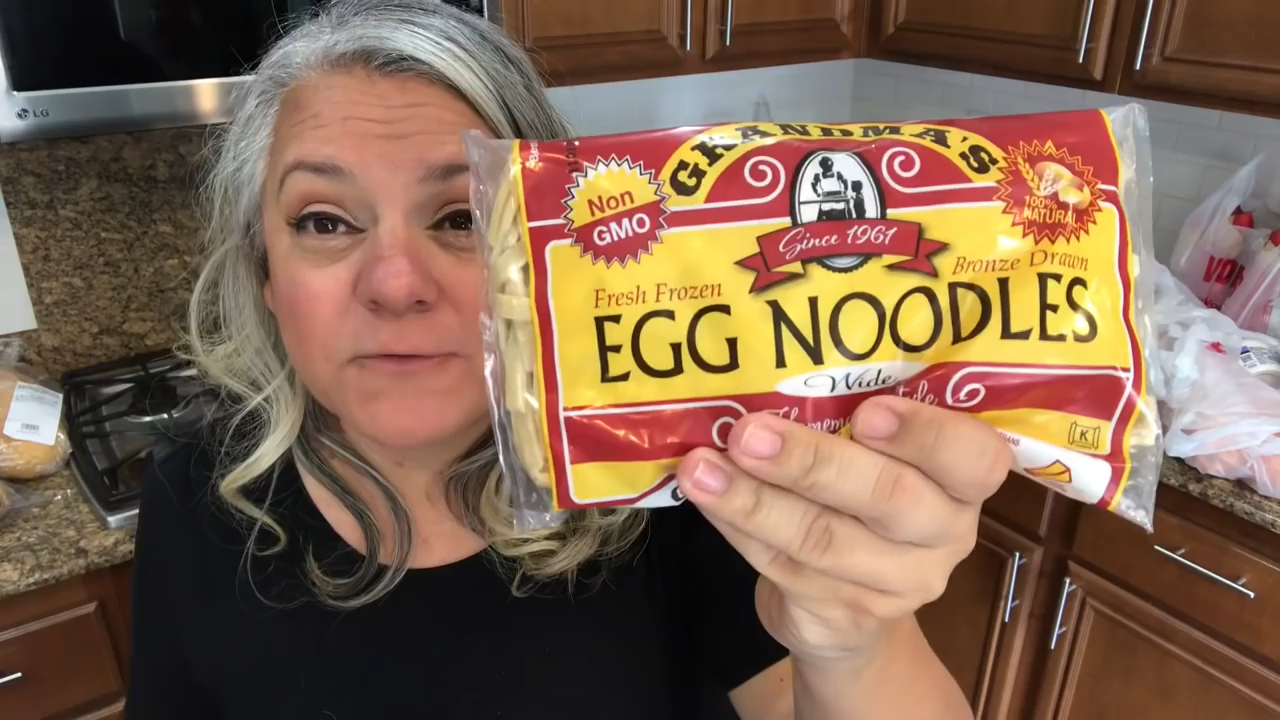 LG
GRANDMA'S
Non
GMO
100%
NATURAL
Since 1961
Fresh Frozen
Bronze Drawn
EGG NOODLES
Wide
K